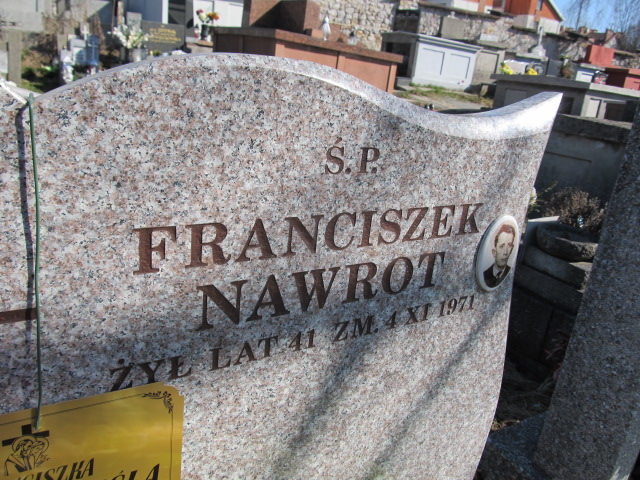 Ś.P.
FRANCISZEK
NAWROT
ŻYŁ LAT 41 ZM. 4 XI 1971